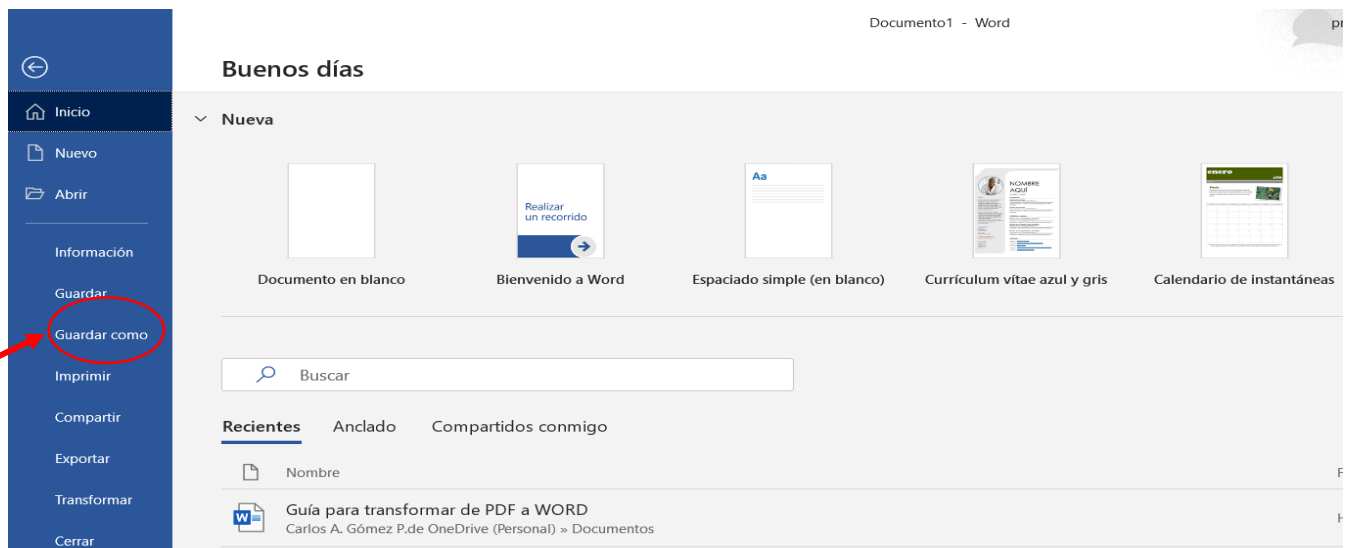 Documento1 - Word
Buenos días
Inicio
Nuevo
Abrir
Información
Guardar
Guardar como
Imprimir
Compartir
Exportar
Transformar
Cerrar
Nueva
Realizar
un recorrido
Aa
NOMBRE
AQUÍ
enero
Documento en blanco
Bienvenido a Word
Espaciado simple (en blanco)
Currículum vítae azul y gris
Calendario de instantáneas
Buscar
Recientes Anclado Compartidos conmigo
Nombre
Guía para transformar de PDF a WORD
Carlos A. Gómez P.de OneDrive (Personal) » Documentos